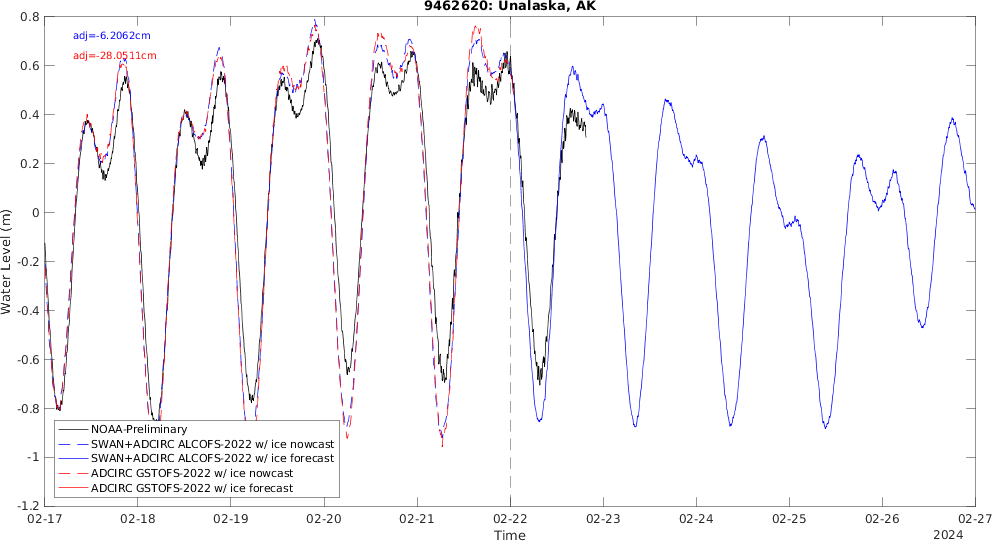 9462620: Unalaska, AK
adj=-6.2062cm
adj=-28.0511cm
Water Level (m)
0.8
0.6
0.4
0.2
0
-0.2
-0.4
-0.6
-0.8
-1
-1.2
NOAA-Preliminary
SWAN+ADCIRC ALCOFS-2022 w/ ice nowcast
SWAN+ADCIRC ALCOFS-2022 w/ ice forecast
ADCIRC GSTOFS-2022 w/ ice nowcast
ADCIRC GSTOFS-2022 w/ ice forecast
02-17 02-18 02-19 02-20 02-21 02-22 02-23 02-24 02-25 02-26 02-27
Time
2024